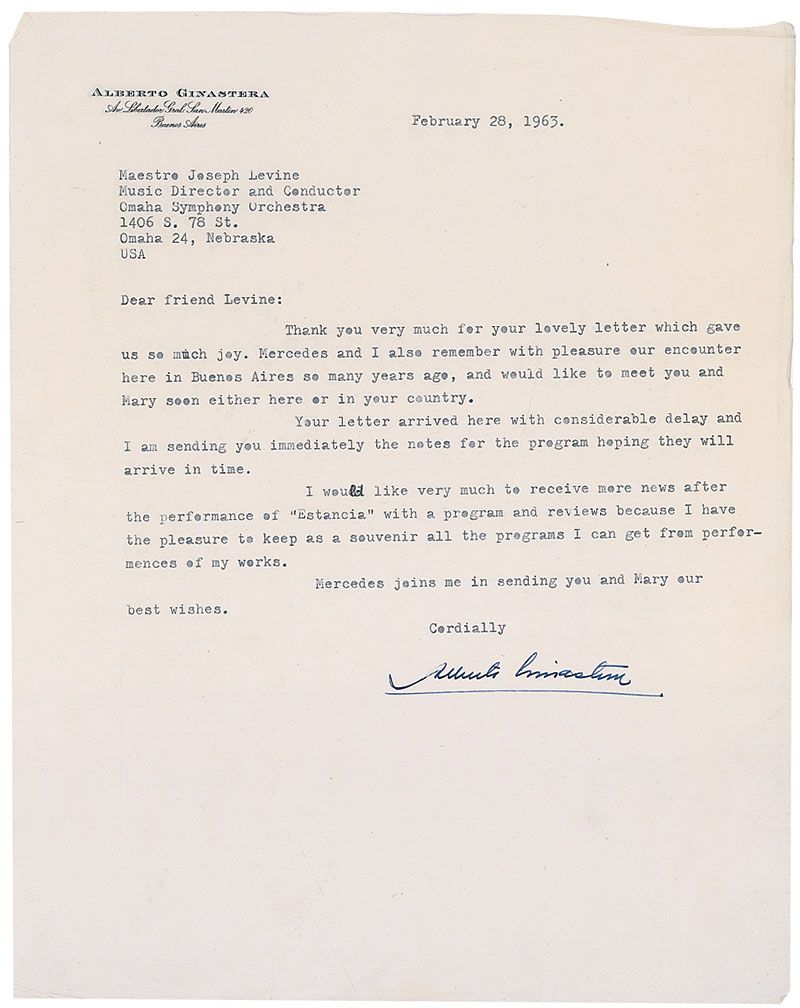 ALBERTO GINASTERA
Av. Libertador Gral. San Martin 420
Buenos Aires
February 28, 1963.
Maestro Joseph Levine
Music Director and Conductor
Omaha Symphony Orchestra
1406 S. 78 St.
Omaha 24, Nebraska
USA
Dear friend Levine:
Thank you very much for your lovely letter which gave
us so much joy. Mercedes and I also remember with pleasure our encounter
here in Buenos Aires so many years ago, and would like to meet you and
Mary soon either here or in your country.
Your letter arrived here with considerable delay and
I am sending you immediately the notes for the program hoping they will
arrive in time.
I would like very much to receive more news after
the performance of "Estancia" with a program and reviews because I have
the pleasure to keep as a souvenir all the programs I can get from perfor-
mences of my works.
Mercedes joins me in sending you and Mary our
best wishes.
Cordially
Alberto Ginastera